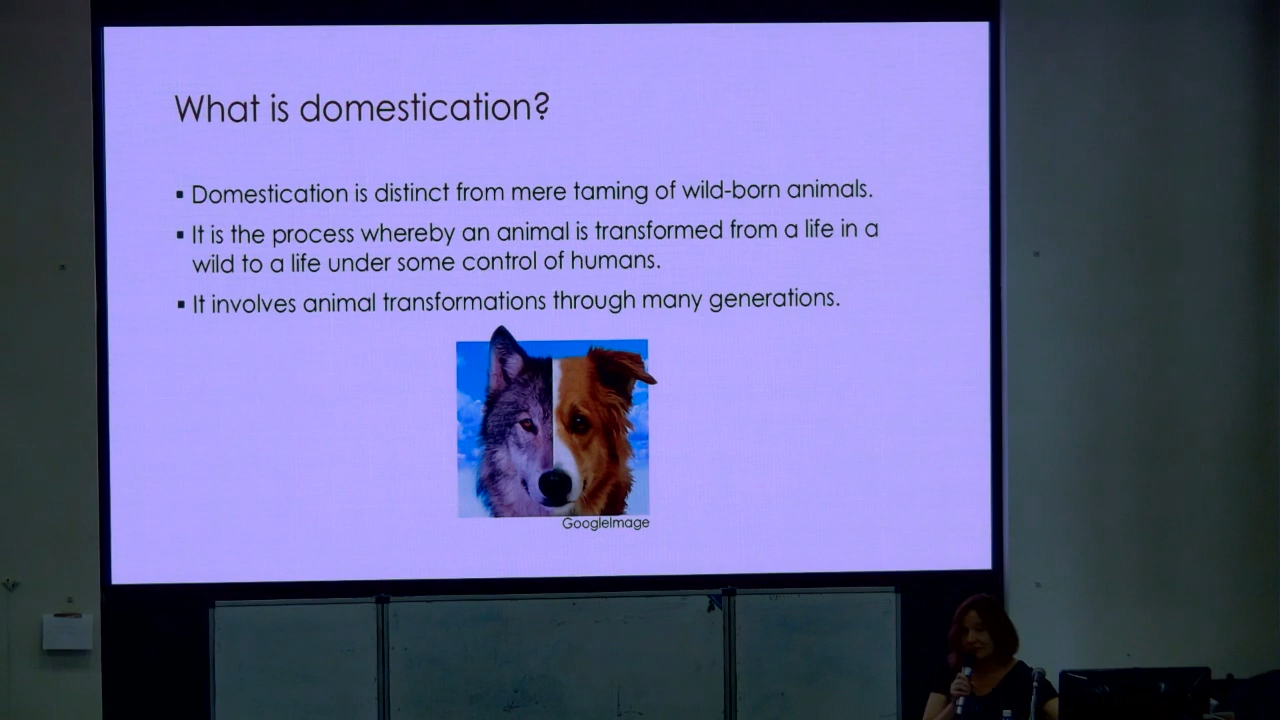 What is domestication?
▪ Domestication is distinct from mere taming of wild-born animals.
▪ It is the process whereby an animal is transformed from a life in a
wild to a life under some control of humans.
▪ It involves animal transformations through many generations.
GoogleImage